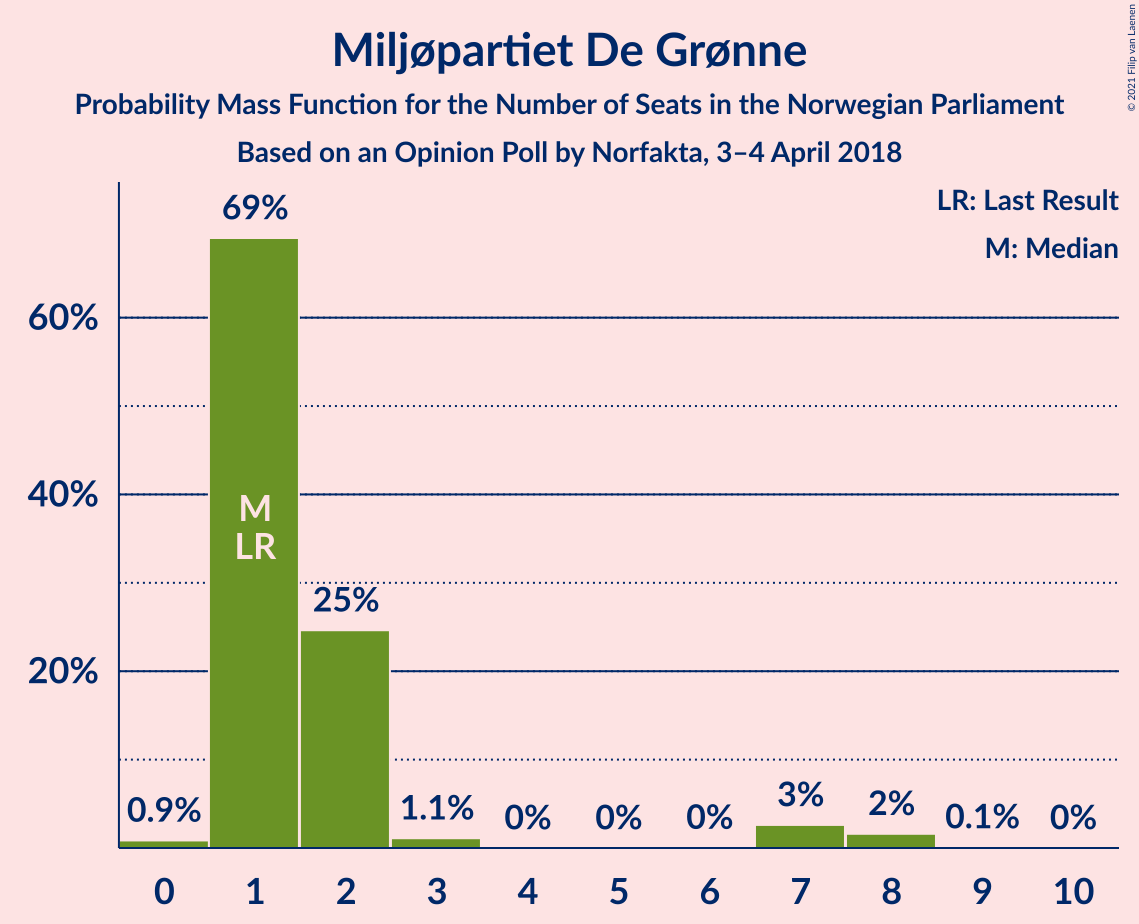 Miljøpartiet De Grønne
Probability Mass Function for the Number of Seats in the Norwegian Parliament
Based on an Opinion Poll by Norfakta, 3–4 April 2018
© 2021 Filip van Laenen
LR: Last Result
M: Median
60%
40%
20%
0.9%
69%
M
LR
25%
1.1%
0%
0%
0%
3%
2%
0.1%
0%
0 1 2 3 4 5 6 7 8 9 10